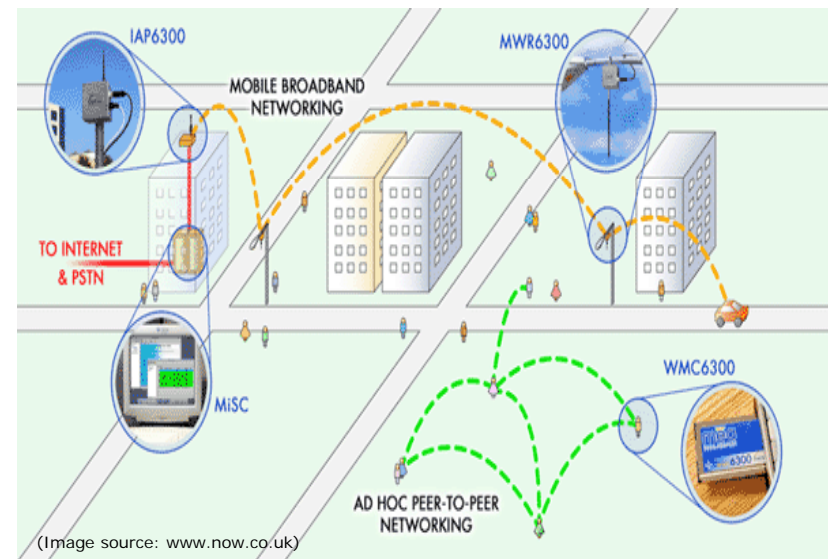 IAP6300
MWR6300
MOBILE BROADBAND
NETWORKING
TO INTERNET
& PSTN
MiSC
WMC6300
6300
AD HOC PEER-TO-PEER
NETWORKING
(Image source: www.now.co.uk)